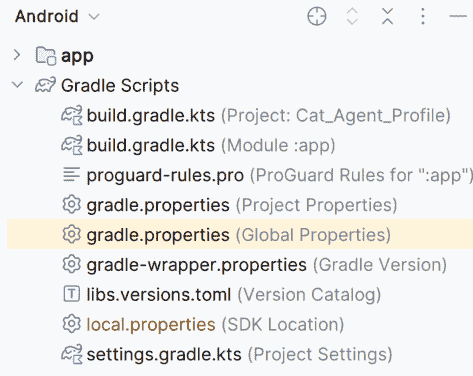 Android
app
Gradle Scripts
build.gradle.kts (Project: Cat_Agent_Profile)
build.gradle.kts (Module :app)
proguard-rules.pro (ProGuard Rules for ":app")
gradle.properties (Project Properties)
gradle.properties (Global Properties)
gradle-wrapper.properties (Gradle Version)
libs.versions.toml (Version Catalog)
local.properties (SDK Location)
settings.gradle.kts (Project Settings)